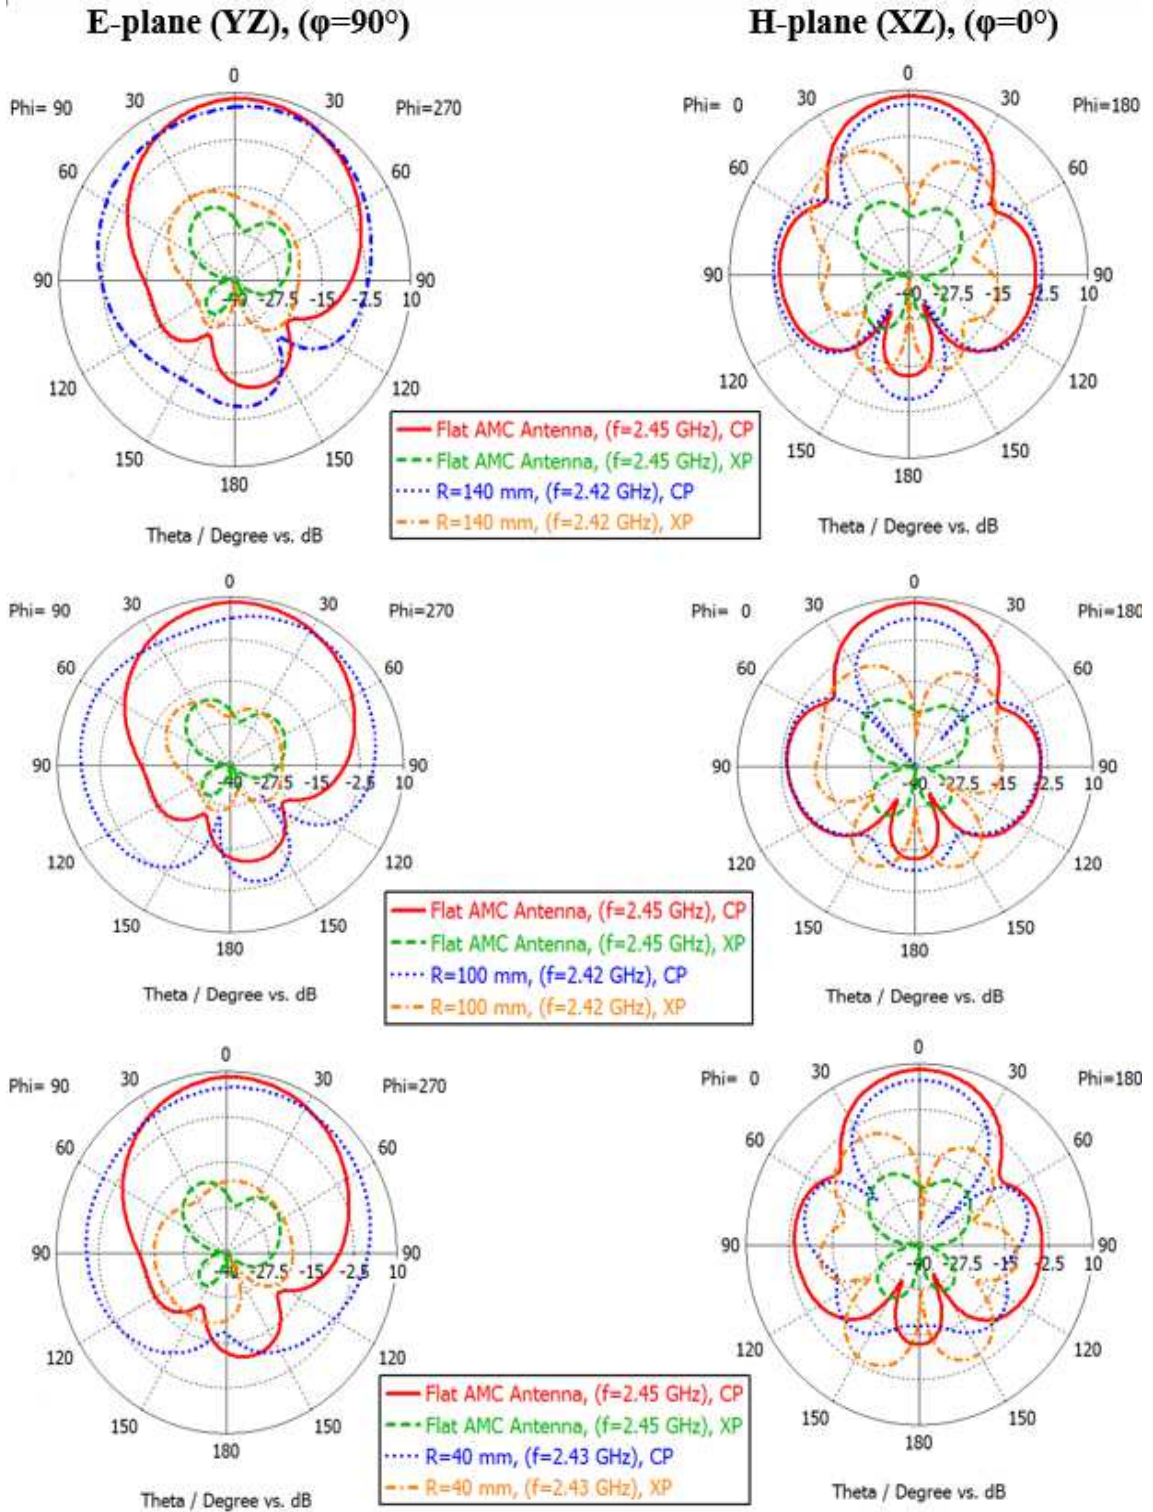 E-plane (YZ), (φ=90°)
H-plane (XZ), (φ=0°)
0
Phi= 90 30 30 Phi=270
60 60
90 -40 -27.5 -15 -2.5 90
10
120 120
150 150
180
Theta / Degree vs. dB
0
Phi= 0 30 30 Phi=180
60 60
90 -40 -27.5 -15 -2.5 90
10
120 120
150 150
180
Theta / Degree vs. dB
Flat AMC Antenna, (f=2.45 GHz), CP
Flat AMC Antenna, (f=2.45 GHz), XP
R=140 mm, (f=2.42 GHz), CP
R=140 mm, (f=2.42 GHz), XP
0
Phi= 90 30 30 Phi=270
60 60
90 -40 -27.5 -15 -2.5 90
10
120 120
150 150
180
Theta / Degree vs. dB
0
Phi= 0 30 30 Phi=180
60 60
90 -40 -27.5 -15 -2.5 90
10
120 120
150 150
180
Theta / Degree vs. dB
Flat AMC Antenna, (f=2.45 GHz), CP
Flat AMC Antenna, (f=2.45 GHz), XP
R=100 mm, (f=2.42 GHz), CP
R=100 mm, (f=2.42 GHz), XP
0
Phi= 90 30 30 Phi=270
60 60
90 -40 -27.5 -15 -2.5 90
10
120 120
150 150
180
Theta / Degree vs. dB
0
Phi= 0 30 30 Phi=180
60 60
90 -40 -27.5 -15 -2.5 90
10
120 120
150 150
180
Theta / Degree vs. dB
Flat AMC Antenna, (f=2.45 GHz), CP
Flat AMC Antenna, (f=2.45 GHz), XP
R=40 mm, (f=2.43 GHz), CP
R=40 mm, (f=2.43 GHz), XP